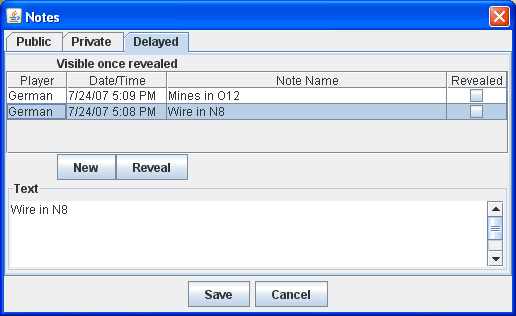 Notes
Public Private Delayed
Visible once revealed
Player Date/Time Note Name Revealed
German 7/24/07 5:09 PM Mines in O12
German 7/24/07 5:08 PM Wire in N8
New Reveal
Text
Wire in N8
Save Cancel